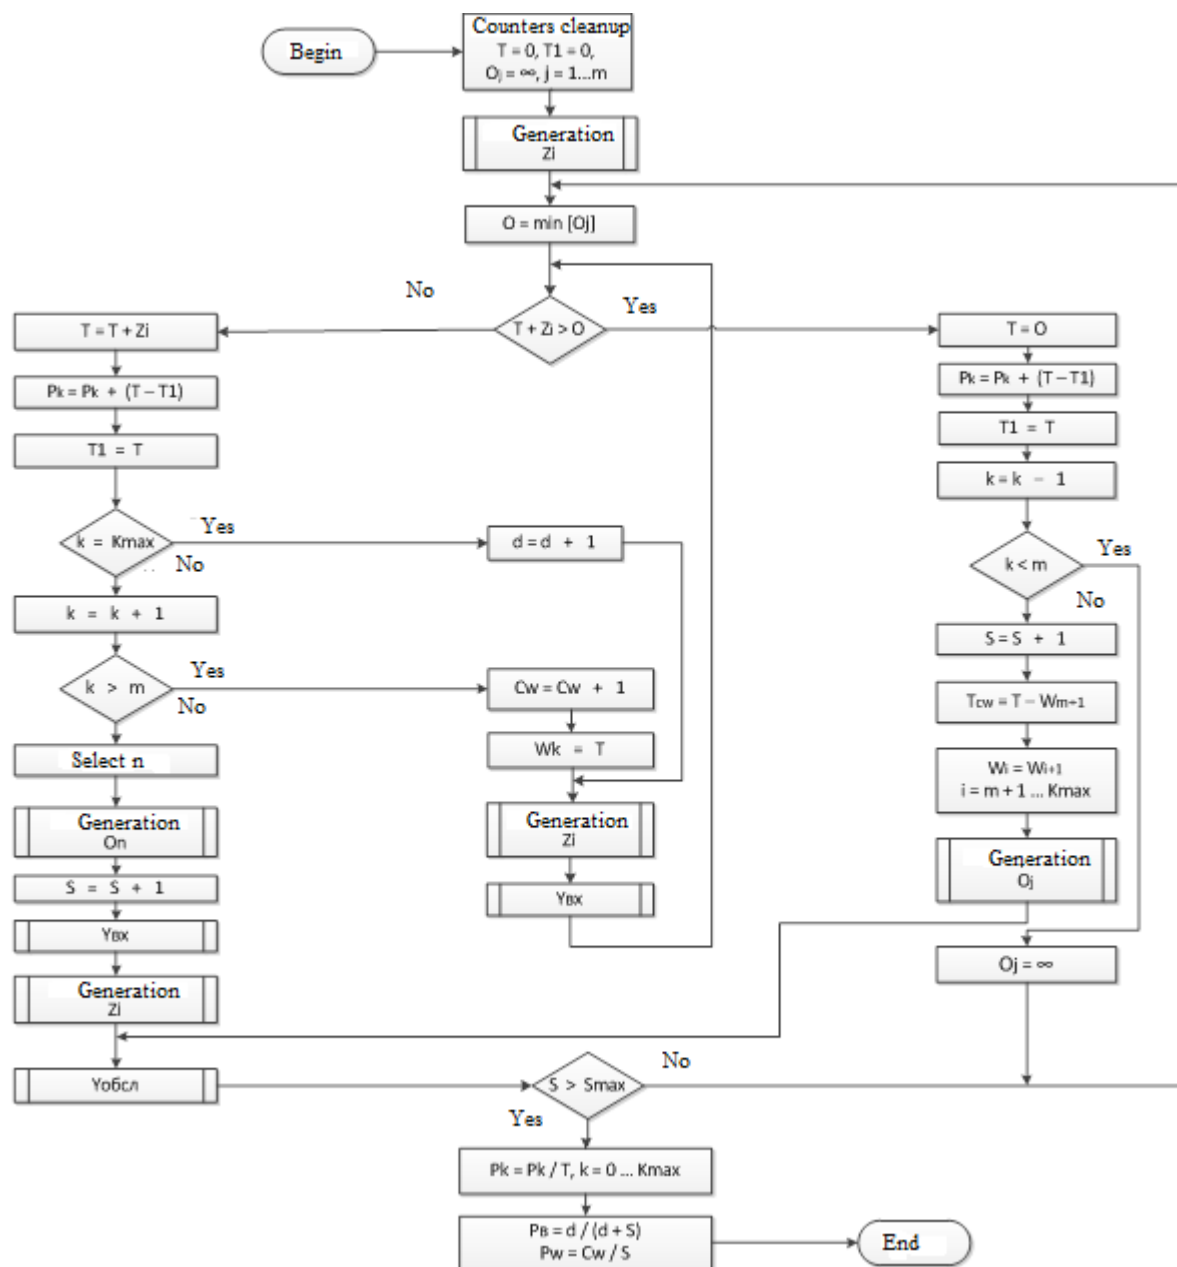 Begin
Counters cleanup
T = 0, T1 = 0,
Oj = ∞, j = 1...m
Generation
Zi
O = min [Oj]
No
T + Zi > O
Yes
T = T + Zi
Pk = Pk + (T – T1)
T1 = T
k = Kmax
Yes
No
d = d + 1
k = k + 1
k > m
Yes
No
Cw = Cw + 1
Wk = T
Generation
Zi
Yвх
Select n
Generation
On
S = S + 1
Yвх
Generation
Zi
Yобсл
T = O
Pk = Pk + (T – T1)
T1 = T
k = k – 1
k < m
Yes
No
S = S + 1
Tcw = T – Wm+1
Wi = Wi+1
i = m + 1 ... Kmax
Generation
Oj
Oj = ∞
S > Smax
No
Yes
Pk = Pk / T, k = 0 ... Kmax
PB = d / (d + S)
Pw = Cw / S
End